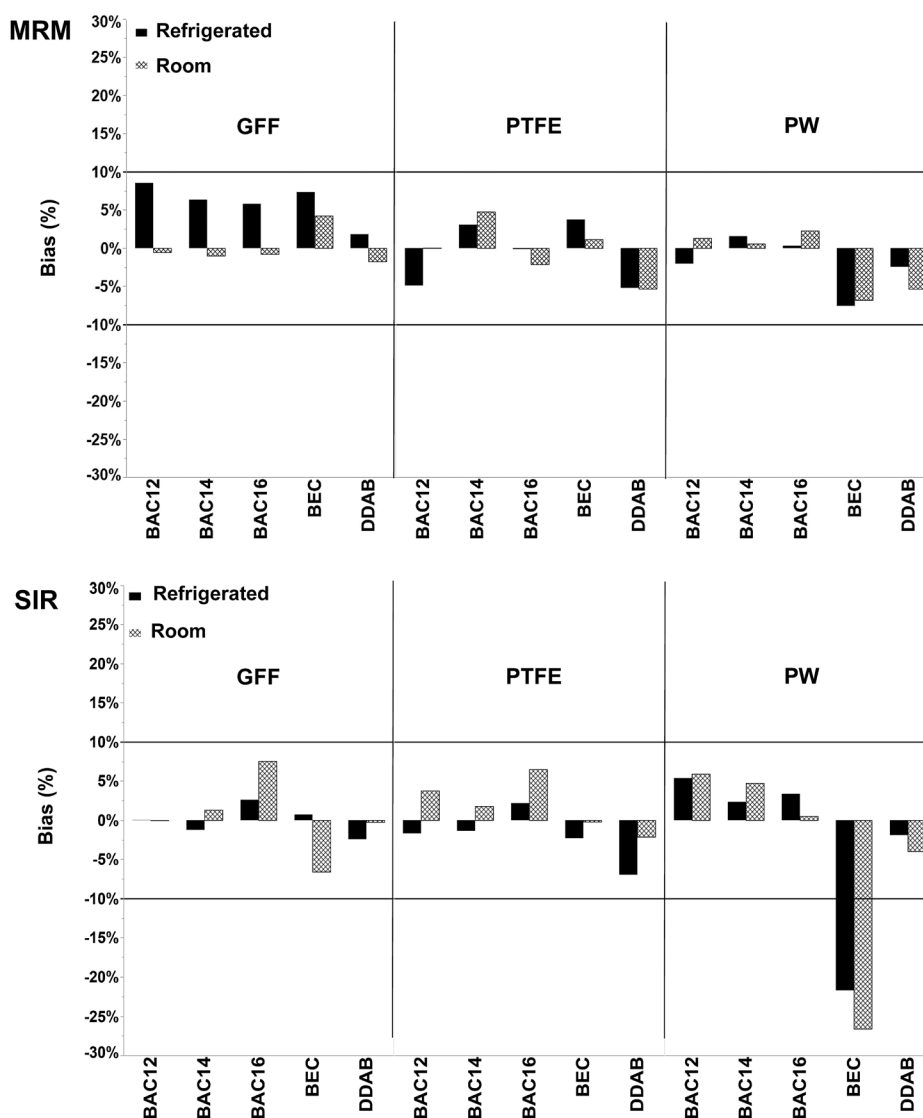 MRM
Refrigerated
Room
30%
25%
20%
15%
10%
5%
0%
-5%
-10%
-15%
-20%
-25%
-30%
Bias (%)
GFF PTFE PW
BAC12 BAC14 BAC16 BEC DDAB BAC12 BAC14 BAC16 BEC DDAB BAC12 BAC14 BAC16 BEC DDAB
SIR
Refrigerated
Room
30%
25%
20%
15%
10%
5%
0%
-5%
-10%
-15%
-20%
-25%
-30%
Bias (%)
GFF PTFE PW
BAC12 BAC14 BAC16 BEC DDAB BAC12 BAC14 BAC16 BEC DDAB BAC12 BAC14 BAC16 BEC DDAB